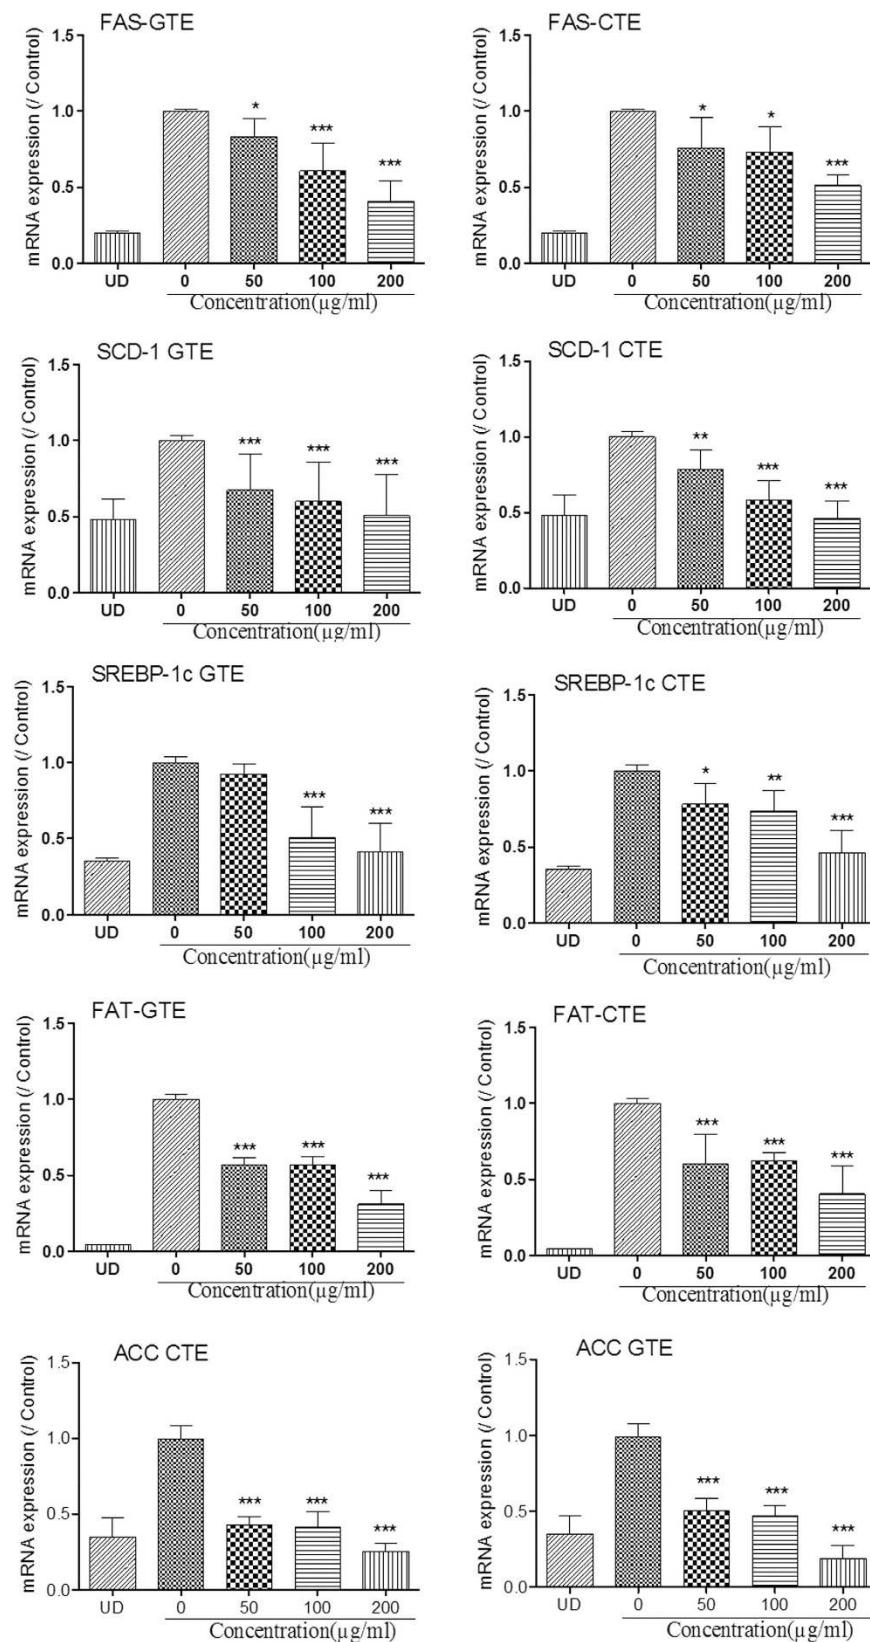 FAS-GTE
mRNA expression (/ Control)
1.5
1.0
0.5
0.0
*
***
***
UD 0 50 100 200
Concentration(µg/ml)
FAS-CTE
mRNA expression (/ Control)
1.5
1.0
0.5
0.0
*
*
***
UD 0 50 100 200
Concentration(µg/ml)
SCD-1 GTE
mRNA expression (/ Control)
1.5
1.0
0.5
0.0
***
***
***
UD 0 50 100 200
Concentration(µg/ml)
SCD-1 CTE
mRNA expression (/ Control)
1.5
1.0
0.5
0.0
**
***
***
UD 0 50 100 200
Concentration(µg/ml)
SREBP-1c GTE
mRNA expression (/ Control)
1.5
1.0
0.5
0.0
***
***
UD 0 50 100 200
Concentration(µg/ml)
SREBP-1c CTE
mRNA expression (/ Control)
1.5
1.0
0.5
0.0
*
**
***
UD 0 50 100 200
Concentration(µg/ml)
FAT-GTE
mRNA expression (/ Control)
1.5
1.0
0.5
0.0
***
***
***
UD 0 50 100 200
Concentration(µg/ml)
FAT-CTE
mRNA expression (/ Control)
1.5
1.0
0.5
0.0
***
***
***
UD 0 50 100 200
Concentration(µg/ml)
ACC CTE
mRNA expression (/ Control)
1.5
1.0
0.5
0.0
***
***
***
UD 0 50 100 200
Concentration(µg/ml)
ACC GTE
mRNA expression (/ Control)
1.5
1.0
0.5
0.0
***
***
***
UD 0 50 100 200
Concentration(µg/ml)